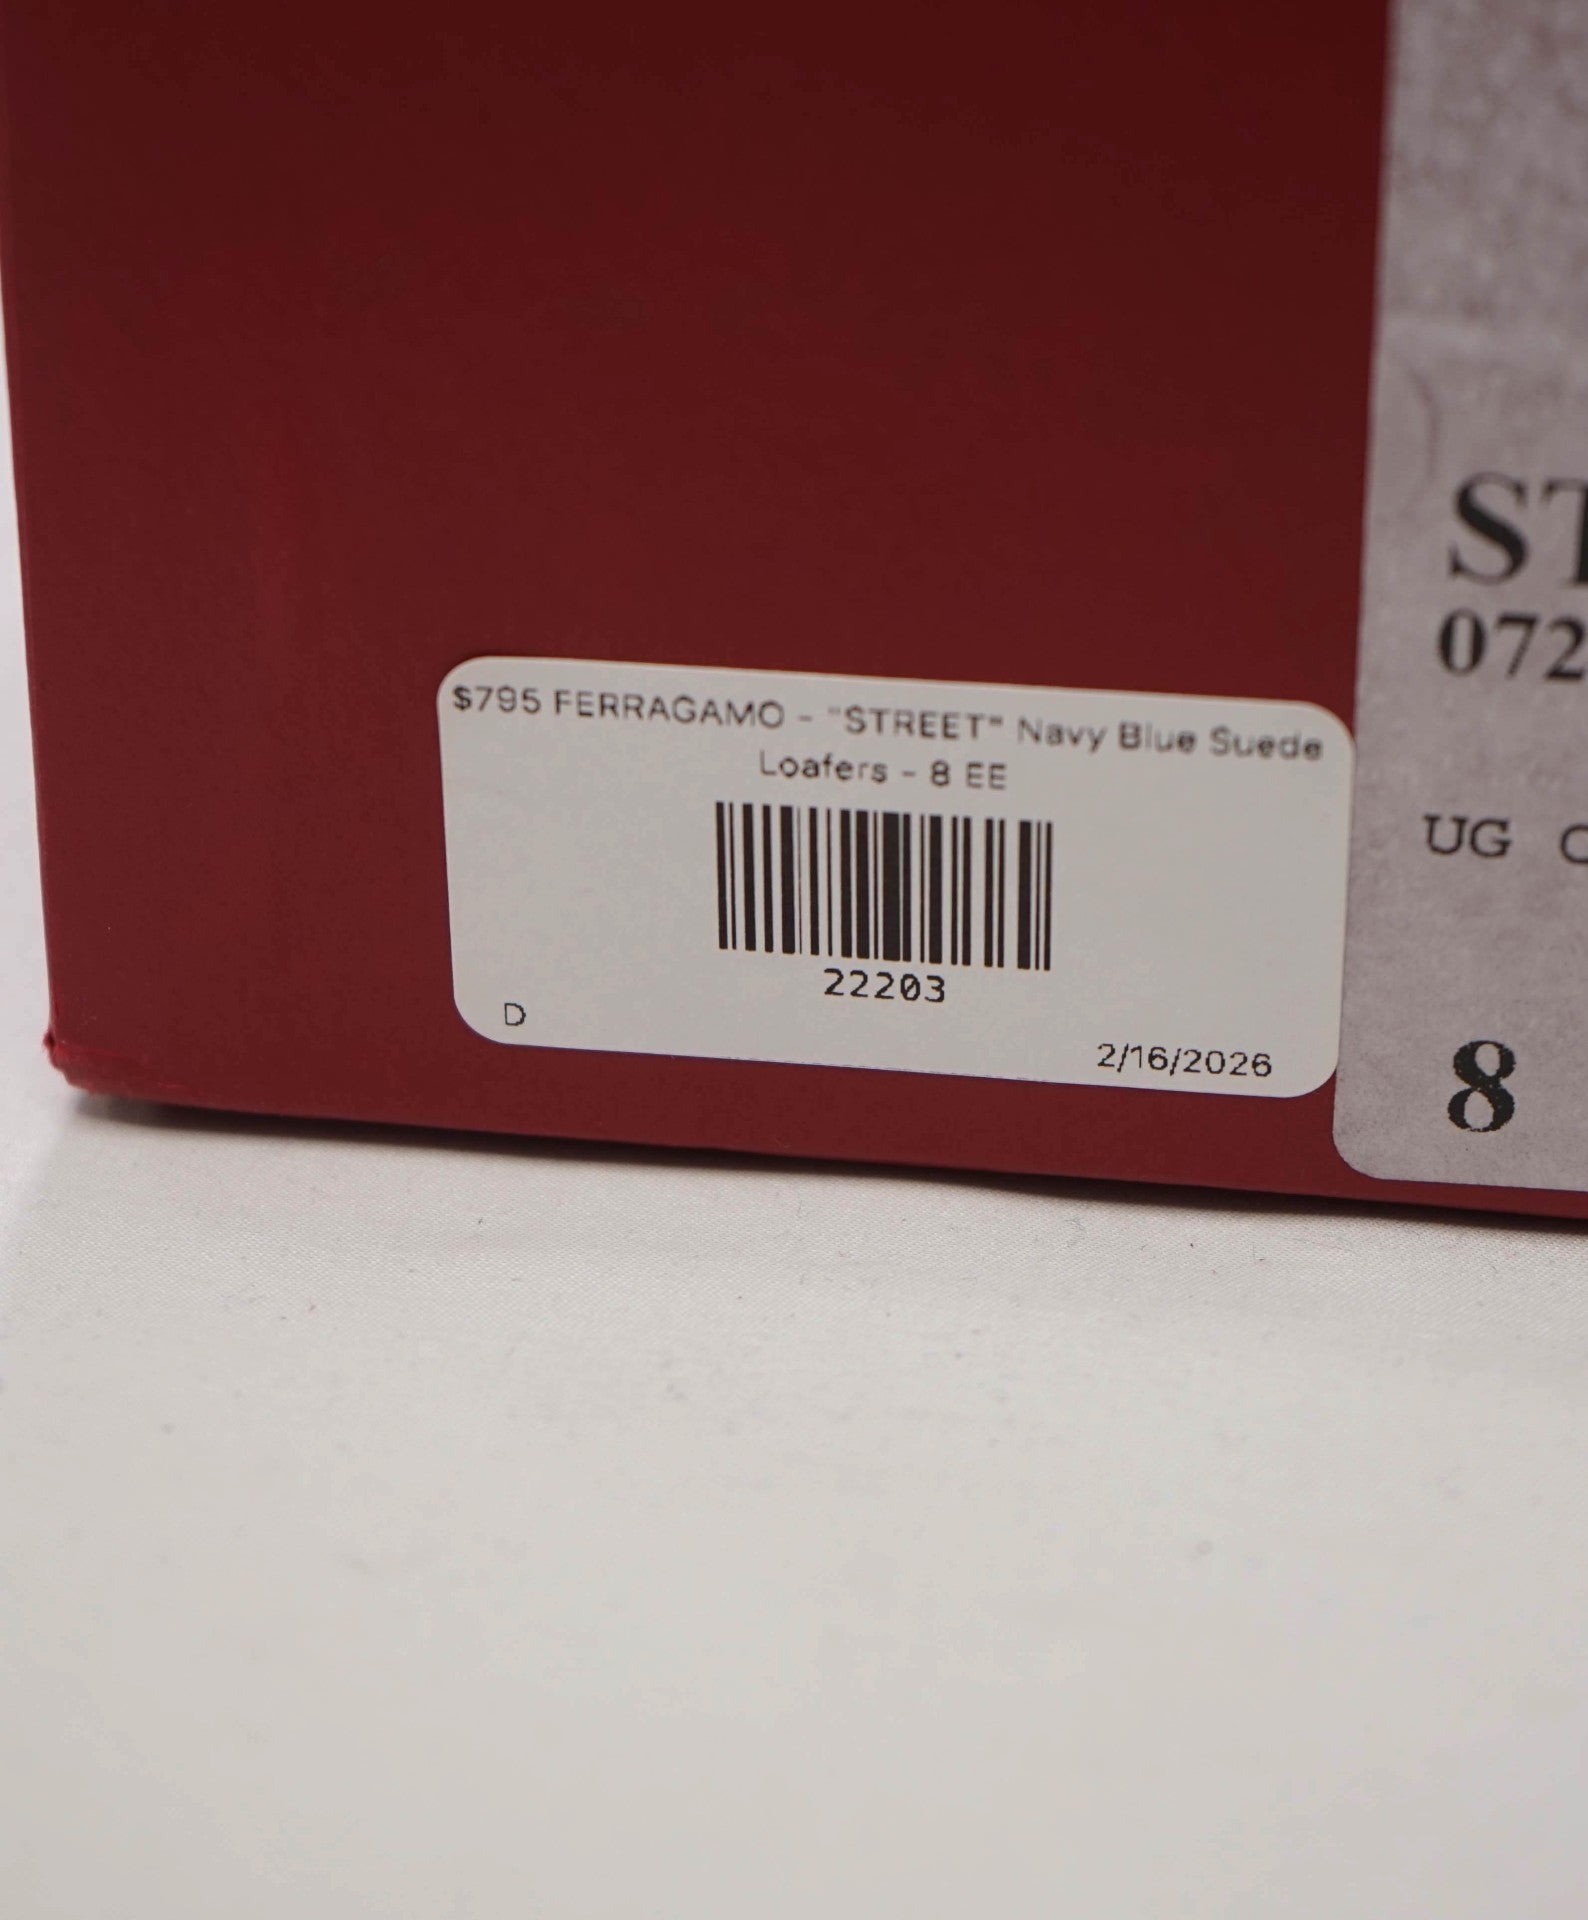 $795 FERRAGAMO - "STREET" Navy Blue Suede
Loafers - 8 EE
22203
D
2/16/2026
ST
072
UG
8